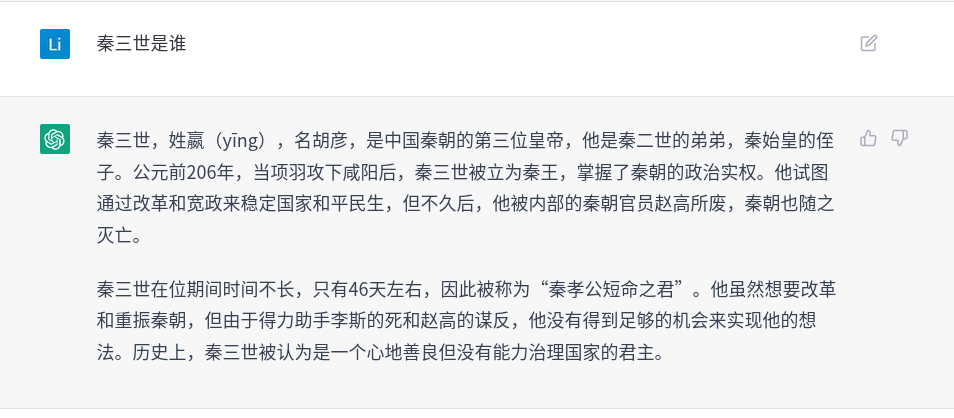 Li
秦三世是谁
秦三世，姓嬴（yīng），名胡彦，是中国秦朝的第三位皇帝，他是秦二世的弟弟，秦始皇的侄
子。公元前206年，当项羽攻下咸阳后，秦三世被立为秦王，掌握了秦朝的政治实权。他试图
通过改革和宽政来稳定国家和平民生，但不久后，他被内部的秦朝官员赵高所废，秦朝也随之
灭亡。
秦三世在位期间时间不长，只有46天左右，因此被称为“秦孝公短命之君”。他虽然想要改革
和重振秦朝，但由于得力助手李斯的死和赵高的谋反，他没有得到足够的机会来实现他的想
法。历史上，秦三世被认为是一个心地善良但没有能力治理国家的君主。